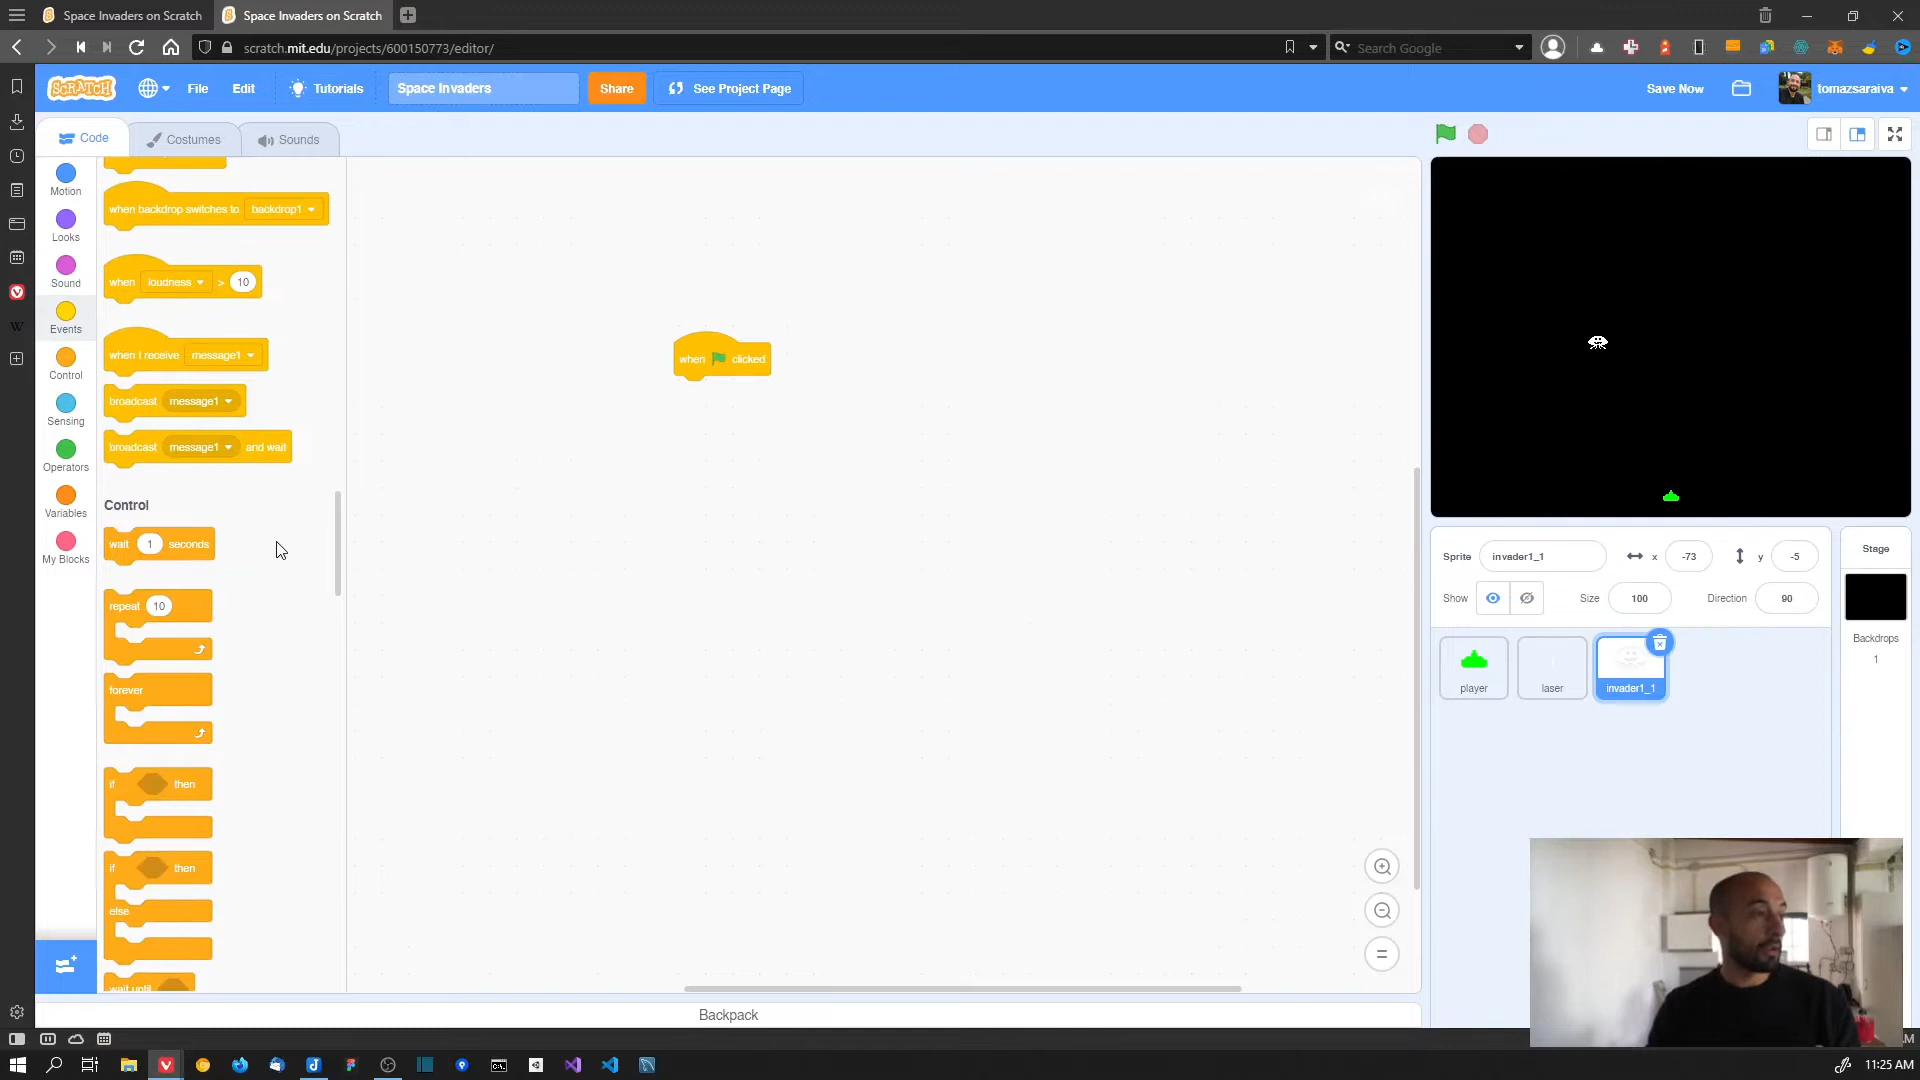 Space Invaders on Scratch
Space Invaders on Scratch
scratch.mit.edu/projects/600150773/editor/
Search Google
SCRATCH
File
Edit
Tutorials
Space Invaders
Share
See Project Page
Save Now
tomazsaraiva
Code
Costumes
Sounds
Motion
Looks
Sound
Events
Control
Sensing
Operators
Variables
My Blocks
when backdrop switches to backdrop1
when loudness > 10
when I receive message1
broadcast message1
broadcast message1 and wait
Control
wait 1 seconds
repeat 10
forever
if then
if then
else
wait until
when clicked
Backpack
Sprite invader1_1 x -73 y -5
Show Size 100 Direction 90
player
laser
invader1_1
Stage
Backdrops
1
11:25 AM